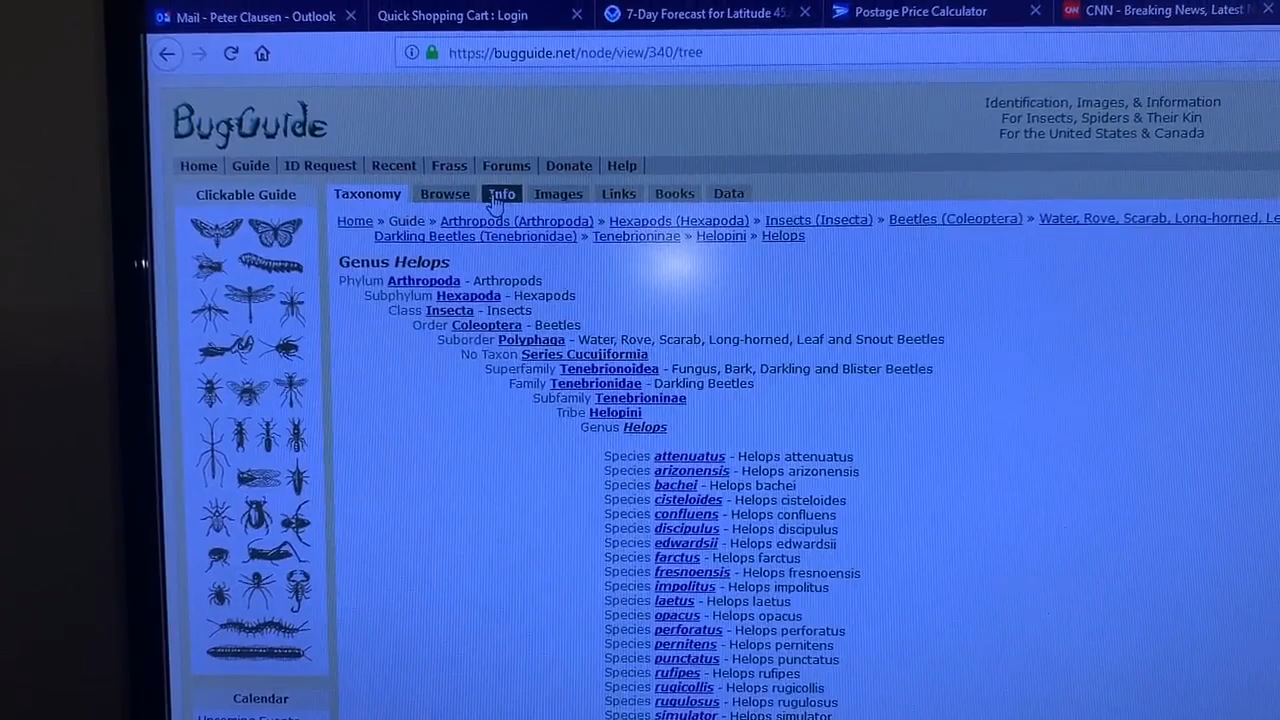 Mail - Peter Clausen - Outlook
Quick Shopping Cart : Login
7-Day Forecast for Latitude 45.
Postage Price Calculator
CNN - Breaking News, Latest N
https://bugguide.net/node/view/340/tree
BugGuide
Identification, Images, & Information
For Insects, Spiders & Their Kin
For the United States & Canada
Home Guide ID Request Recent Frass Forums Donate Help
Clickable Guide
Taxonomy Browse Info Images Links Books Data
Home » Guide » Arthropods (Arthropoda) » Hexapods (Hexapoda) » Insects (Insecta) » Beetles (Coleoptera) » Water, Rove, Scarab, Long-horned, Le
Darkling Beetles (Tenebrionidae) » Tenebrioninae » Helopini » Helops
Genus Helops
Phylum Arthropoda - Arthropods
Subphylum Hexapoda - Hexapods
Class Insecta - Insects
Order Coleoptera - Beetles
Suborder Polyphaga - Water, Rove, Scarab, Long-horned, Leaf and Snout Beetles
No Taxon Series Cucujiformia
Superfamily Tenebrionoidea - Fungus, Bark, Darkling and Blister Beetles
Family Tenebrionidae - Darkling Beetles
Subfamily Tenebrioninae
Tribe Helopini
Genus Helops
Species attenuatus - Helops attenuatus
Species arizonensis - Helops arizonensis
Species bachei - Helops bachei
Species cisteloides - Helops cisteloides
Species confluens - Helops confluens
Species discipulus - Helops discipulus
Species edwardsii - Helops edwardsii
Species farctus - Helops farctus
Species fresnoensis - Helops fresnoensis
Species impolitus - Helops impolitus
Species laetus - Helops laetus
Species opacus - Helops opacus
Species perforatus - Helops perforatus
Species pernitens - Helops pernitens
Species punctatus - Helops punctatus
Species rufipes - Helops rufipes
Species rugicollis - Helops rugicollis
Species rugulosus - Helops rugulosus
Species simulator - Helops simulator
Calendar
Upcoming Events